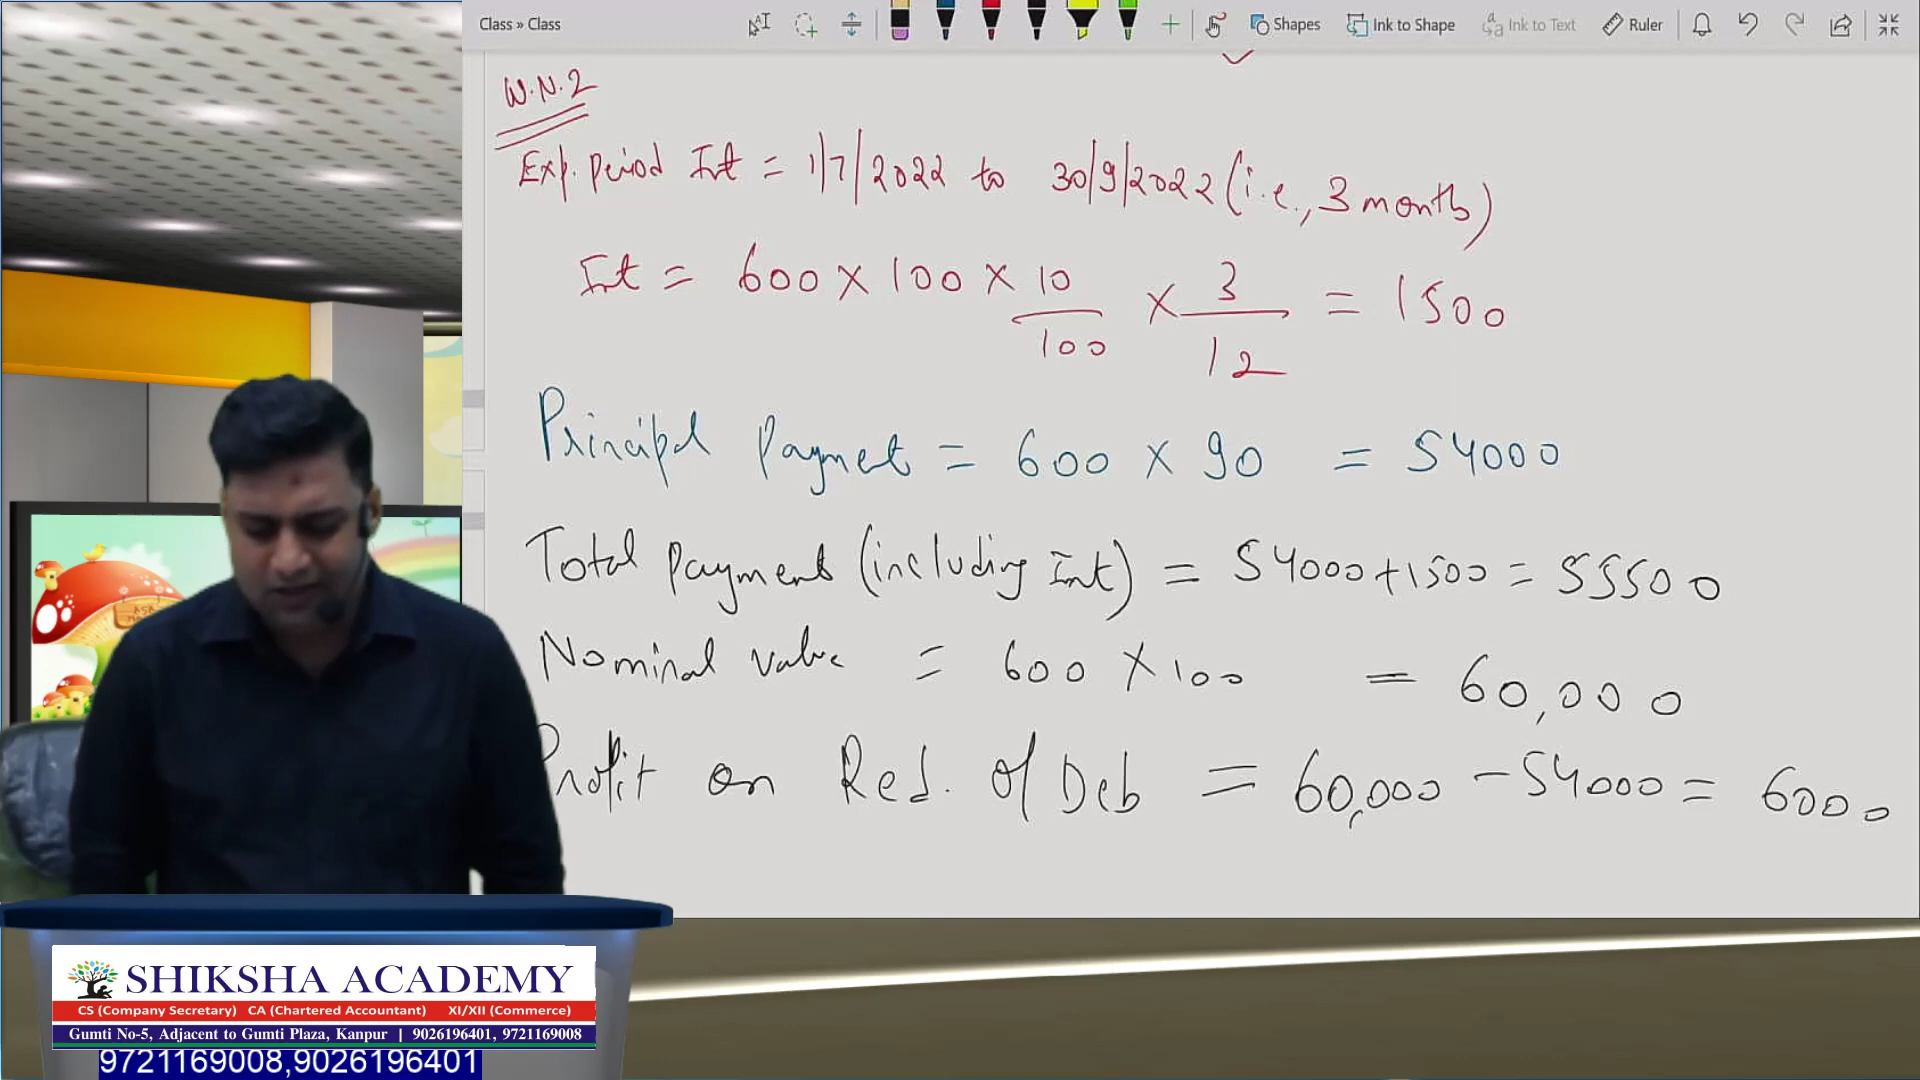 Class » Class
Shapes
Ink to Shape
Ink to Text
Ruler
W.N.2
Exp. Period Int = 1/7/2022 to 30/9/2022 (i.e., 3 month)
Int = 600 × 100 × 10/100 × 3/12 = 1500
Principal Paymet = 600 × 90 = 54000
Total Payment (including Int) = 54000+1500 = 55500
Nominal value = 600 × 100 = 60,000
Profit on Red. of Deb = 60,000 - 54000 = 6000
SHIKSHA ACADEMY
CS (Company Secretary) CA (Chartered Accountant) XI/XII (Commerce)
Gumti No-5, Adjacent to Gumti Plaza, Kanpur | 9026196401, 9721169008
9721169008,9026196401